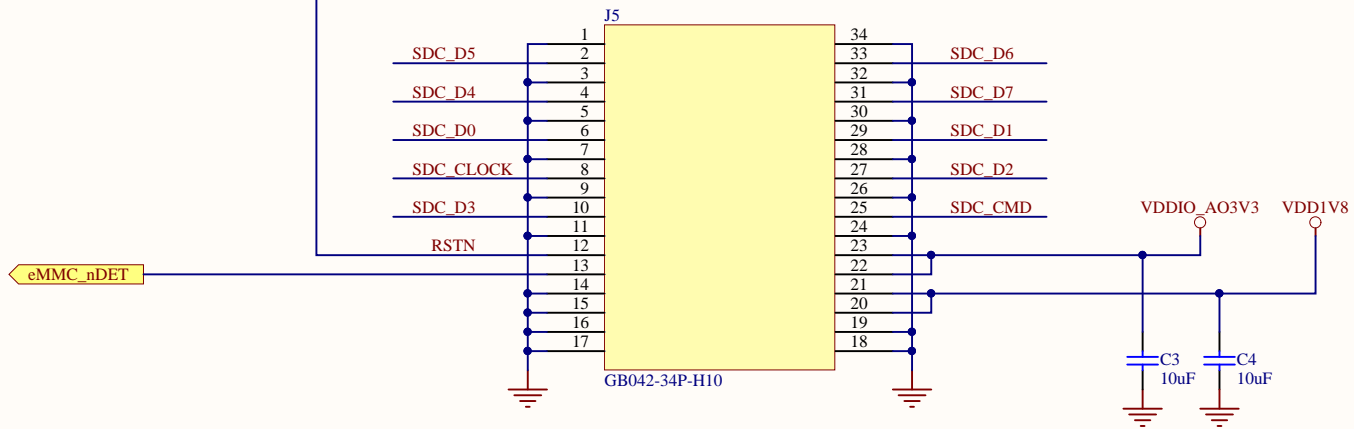 J5
1 34
SDC_D5 2 33 SDC_D6
3 32
SDC_D4 4 31 SDC_D7
5 30
SDC_D0 6 29 SDC_D1
7 28
SDC_CLOCK 8 27 SDC_D2
9 26
SDC_D3 10 25 SDC_CMD VDDIO_AO3V3 VDD1V8
11 24
RSTN 12 23
eMMC_nDET 13 22
14 21
15 20
16 19
17 18
C3 C4
GB042-34P-H10 10uF 10uF